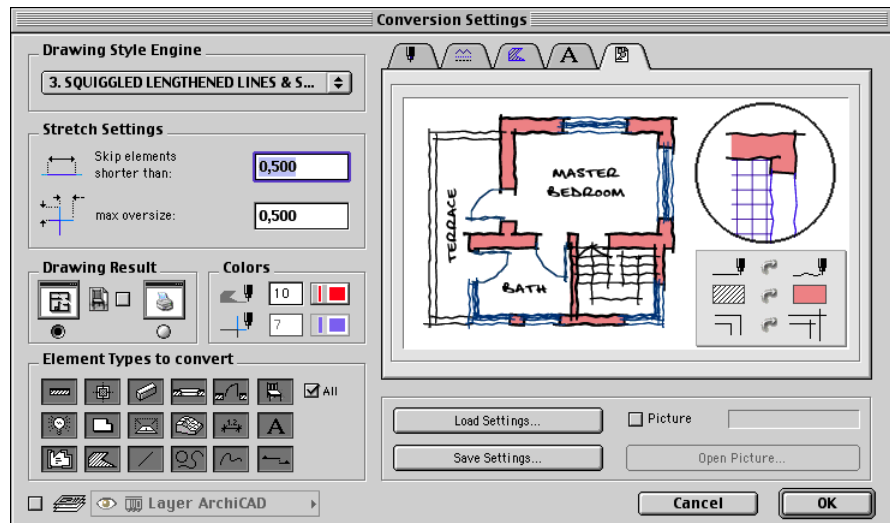 Conversion Settings
Drawing Style Engine
3. SQUIGGLED LENGTHENED LINES & S...
Stretch Settings
Skip elements
shorter than:
0,500
max oversize:
0,500
Drawing Result
Colors
10
7
Element Types to convert
All
1.2
A
Layer ArchiCAD
A
MASTER
BEDROOM
TERRACE
BATH
Load Settings...
Picture
Save Settings...
Open Picture...
Cancel
OK